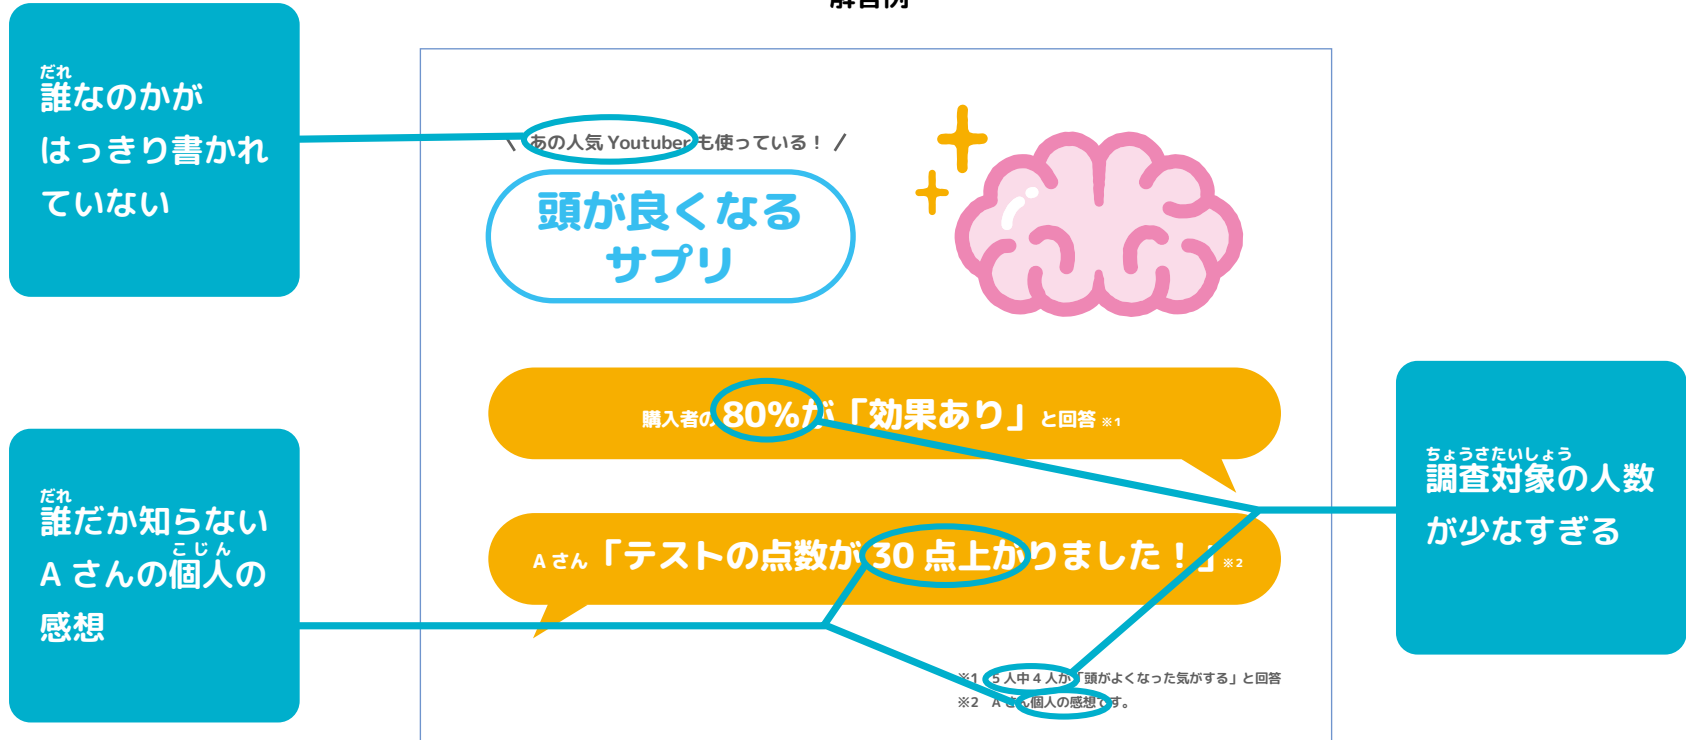 解答例
だれ
誰なのかが
はっきり書かれ
ていない
\ あの人気 Youtuber も使っている! /
頭が良くなる
サプリ
購入者の 80%が「効果あり」と回答 ※1
だれ
誰だか知らない
こじん
A さんの個人の
感想
A さん「テストの点数が 30 点上がりました!」※2
ちょうさたいしょう
調査対象の人数
が少なすぎる
※1 5 人中 4 人が「頭がよくなった気がする」と回答
※2 A さん個人の感想です。